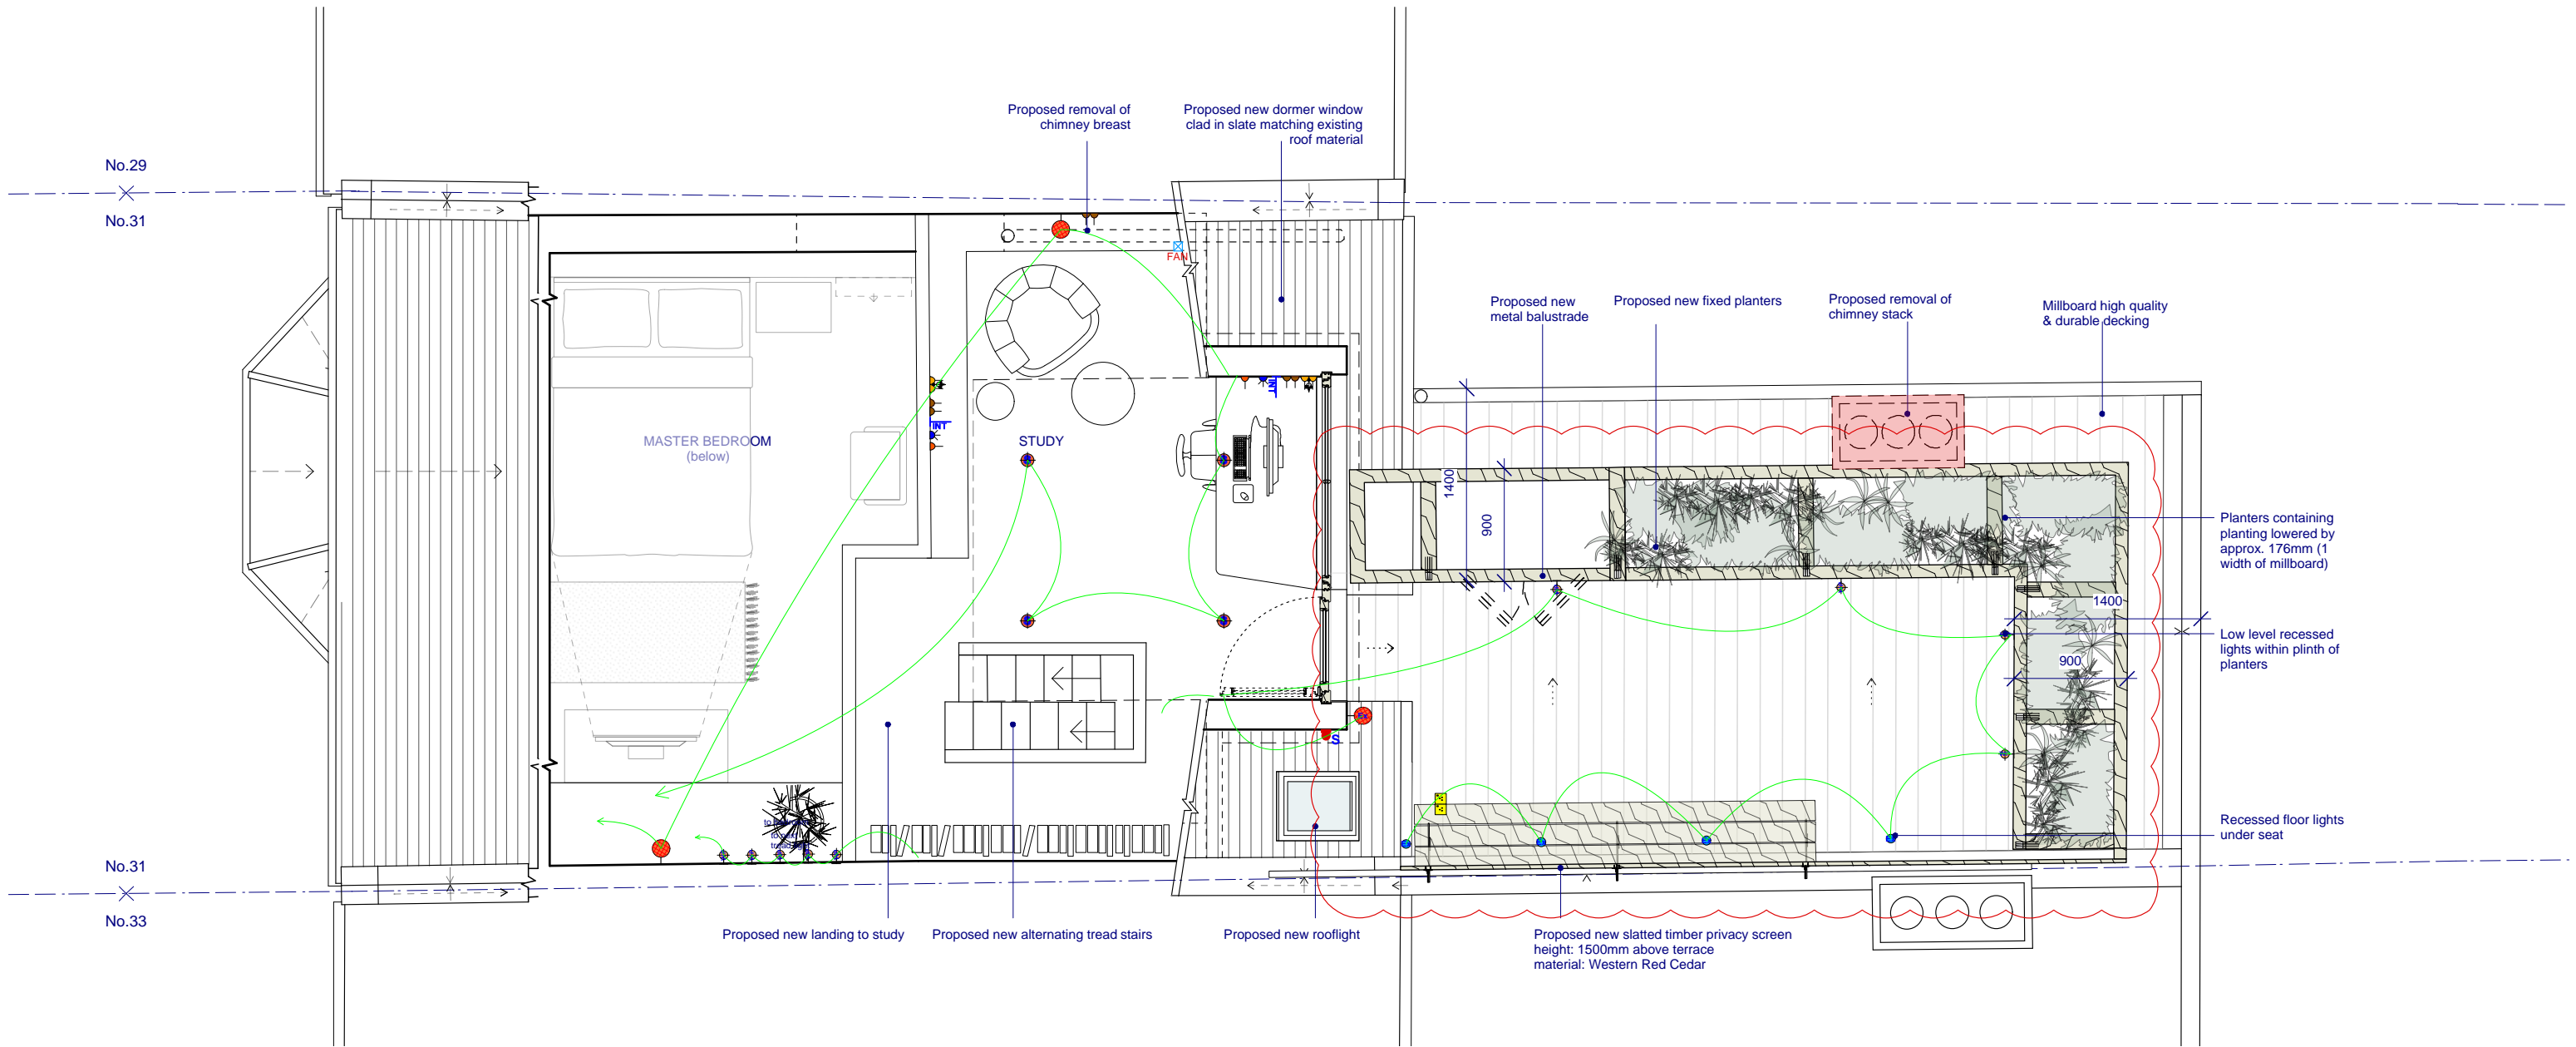 Proposed removal of
chimney breast
Proposed new dormer window
clad in slate matching existing
roof material
No.29
No.31
FAN
Proposed new
metal balustrade
Proposed new fixed planters
Proposed removal of
chimney stack
Millboard high quality
& durable decking
INT
MASTER BEDROOM
(below)
INT
STUDY
1400
900
Planters containing
planting lowered by
approx. 176mm (1
width of millboard)
1400
Low level recessed
lights within plinth of
planters
900
S
Recessed floor lights
under seat
No.31
No.33
Proposed new landing to study
Proposed new alternating tread stairs
Proposed new rooflight
Proposed new slatted timber privacy screen
height: 1500mm above terrace
material: Western Red Cedar